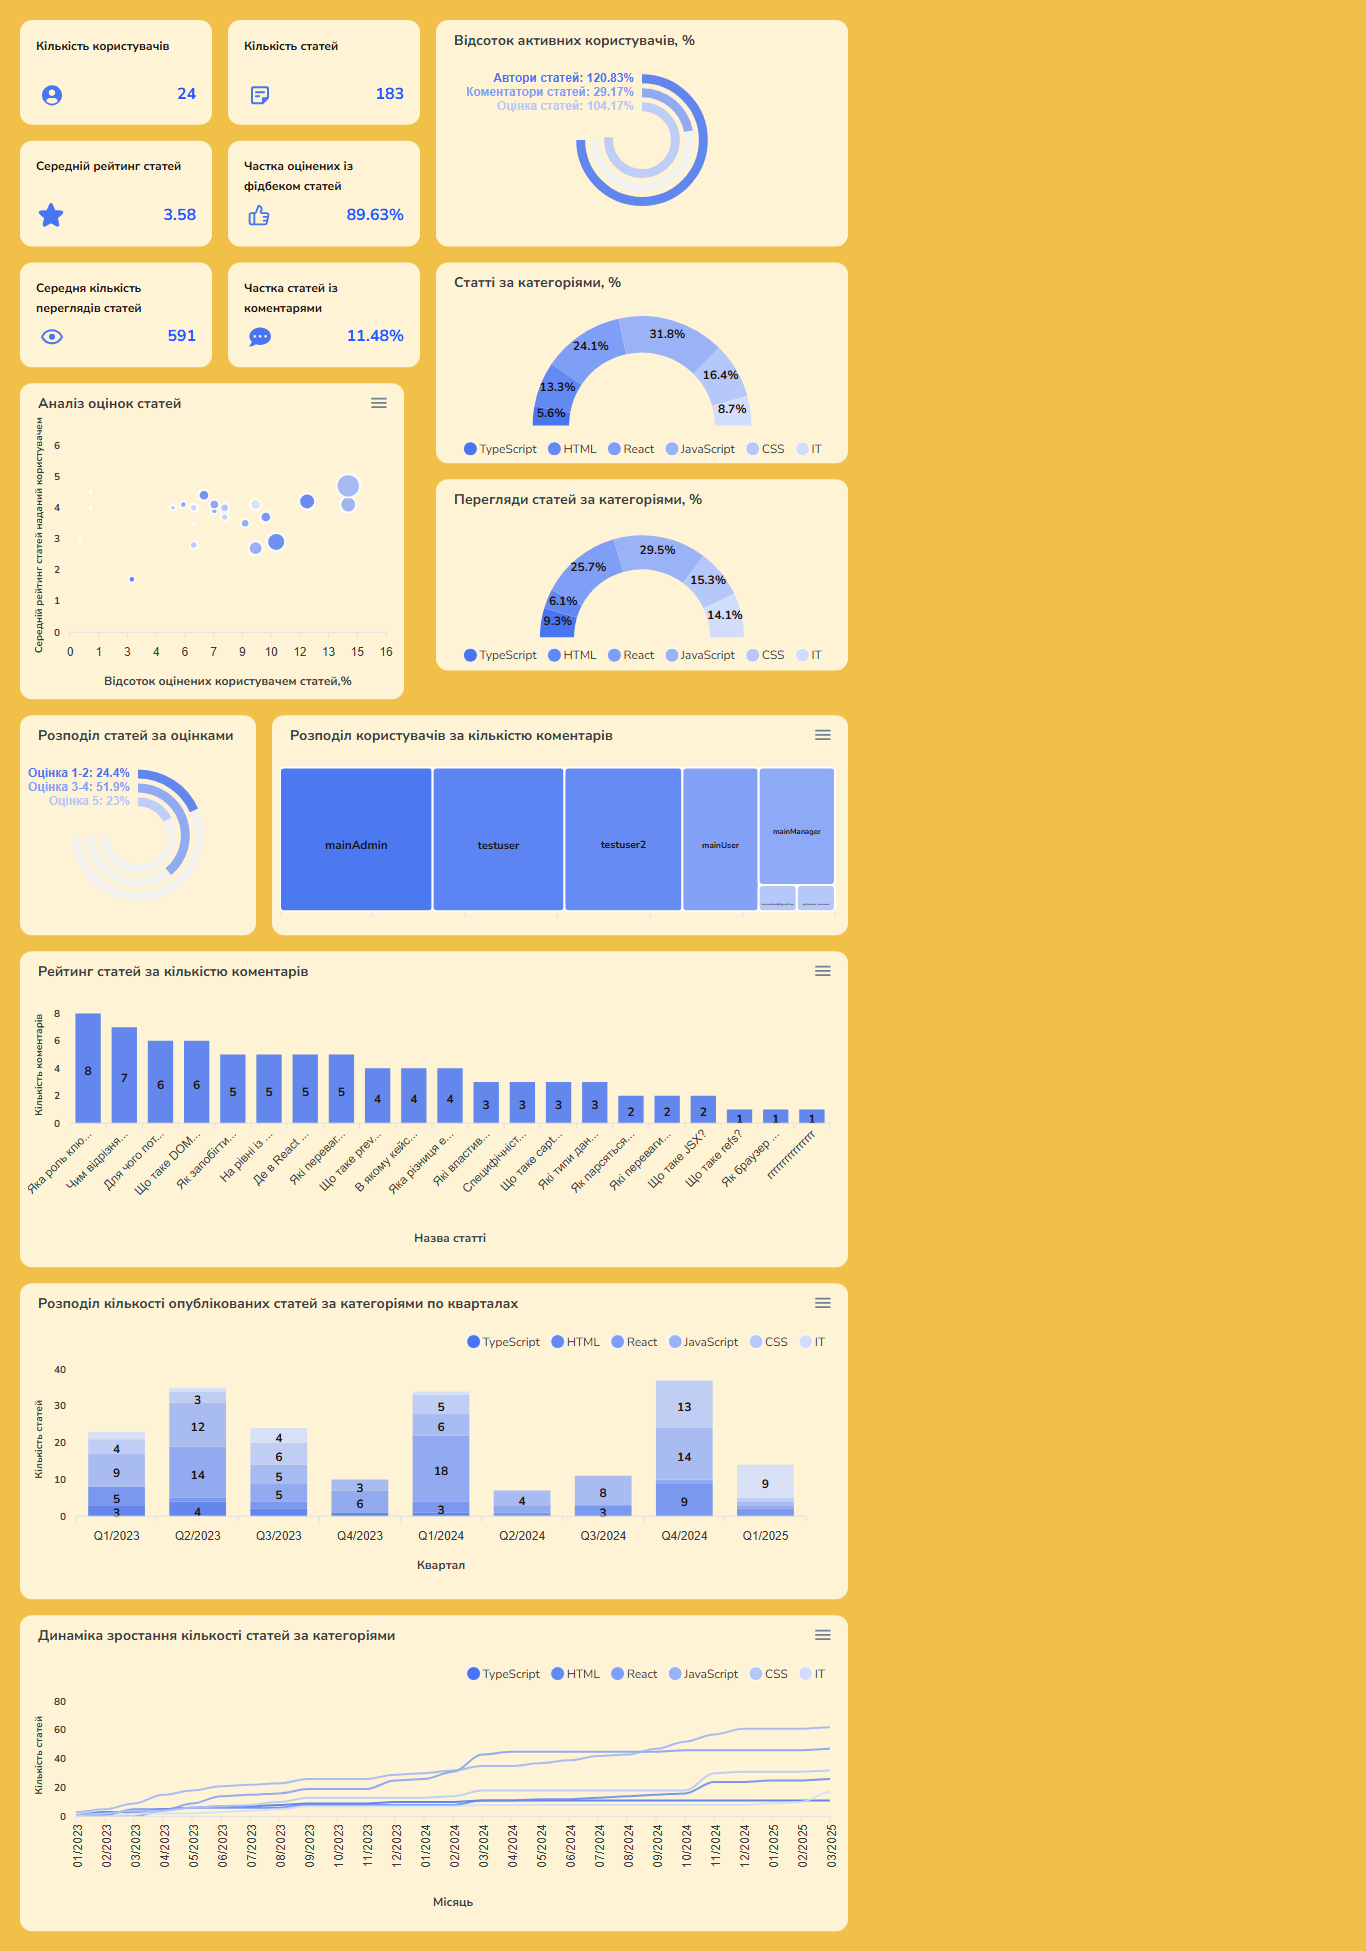 Кількість користувачів
24
Кількість статей
183
Відсоток активних користувачів, %
Автори статей: 120.83%
Коментатори статей: 29.17%
Оцінка статей: 104.17%
Середній рейтинг статей
3.58
Частка оцінених із
фідбеком статей
89.63%
Середня кількість
переглядів статей
591
Частка статей із
коментарями
11.48%
Статті за категоріями, %
5.6%
13.3%
24.1%
31.8%
16.4%
8.7%
TypeScript HTML React JavaScript CSS IT
Аналіз оцінок статей
Середній рейтинг статей наданий користувачем
6
5
4
3
2
1
0
0 1 3 4 6 7 9 10 12 13 15 16
Відсоток оцінених користувачем статей,%
Перегляди статей за категоріями, %
9.3%
6.1%
25.7%
29.5%
15.3%
14.1%
TypeScript HTML React JavaScript CSS IT
Розподіл статей за оцінками
Оцінка 1-2: 24.4%
Оцінка 3-4: 51.9%
Оцінка 5: 23%
Розподіл користувачів за кількістю коментарів
mainAdmin
testuser
testuser2
mainUser
mainManager
Рейтинг статей за кількістю коментарів
Кількість коментарів
8
6
4
2
0
8 7 6 6 5 5 5 5 4 4 4 3 3 3 3 2 2 2 1 1 1
Яка роль клю...
Чим відрізня...
Для чого пот...
Що таке DOM...
Як запобігти...
На рівні із ...
Де в React ...
Які переваг...
Що таке prev...
В якому кейс...
Яка різниця е...
Які властив...
Специфічніст...
Що таке capt...
Які типи дан...
Як парсяться...
Які переваги...
Що таке JSX?
Що таке refs?
Як браузер ...
rrrrrrrrrrrrr
Назва статті
Розподіл кількості опублікованих статей за категоріями по кварталах
TypeScript HTML React JavaScript CSS IT
Кількість статей
40
30
20
10
0
4
9
5
3
3
12
14
4
4
6
5
5
3
6
5
6
18
3
4
8
3
13
14
9
9
Q1/2023 Q2/2023 Q3/2023 Q4/2023 Q1/2024 Q2/2024 Q3/2024 Q4/2024 Q1/2025
Квартал
Динаміка зростання кількості статей за категоріями
TypeScript HTML React JavaScript CSS IT
Кількість статей
80
60
40
20
0
01/2023 02/2023 03/2023 04/2023 05/2023 06/2023 07/2023 08/2023 09/2023 10/2023 11/2023 12/2023 01/2024 02/2024 03/2024 04/2024 05/2024 06/2024 07/2024 08/2024 09/2024 10/2024 11/2024 12/2024 01/2025 02/2025 03/2025
Місяць